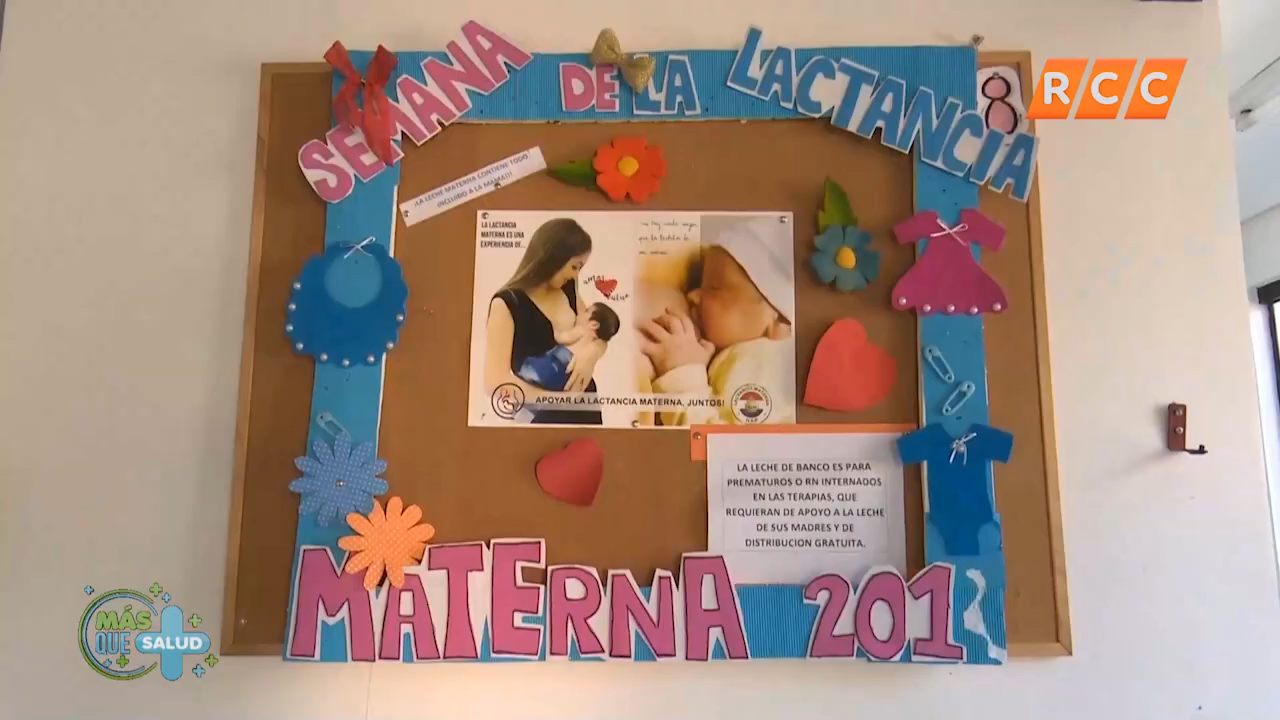 SEMANA DE LA LACTANCIA
8
RCC
¡LA LECHE MATERNA CONTIENE TODO
INCLUIDO A LA MAMA!!!
LA LACTANCIA
MATERNA ES UNA
EXPERIENCIA DE...
APOYAR LA LACTANCIA MATERNA, JUNTOS!
LA LECHE DE BANCO ES PARA
PREMATUROS O RN INTERNADOS
EN LAS TERAPIAS, QUE
REQUIERAN DE APOYO A LA LECHE
DE SUS MADRES Y DE
DISTRIBUCION GRATUITA.
MATERNA 201
MÁS
QUE
SALUD